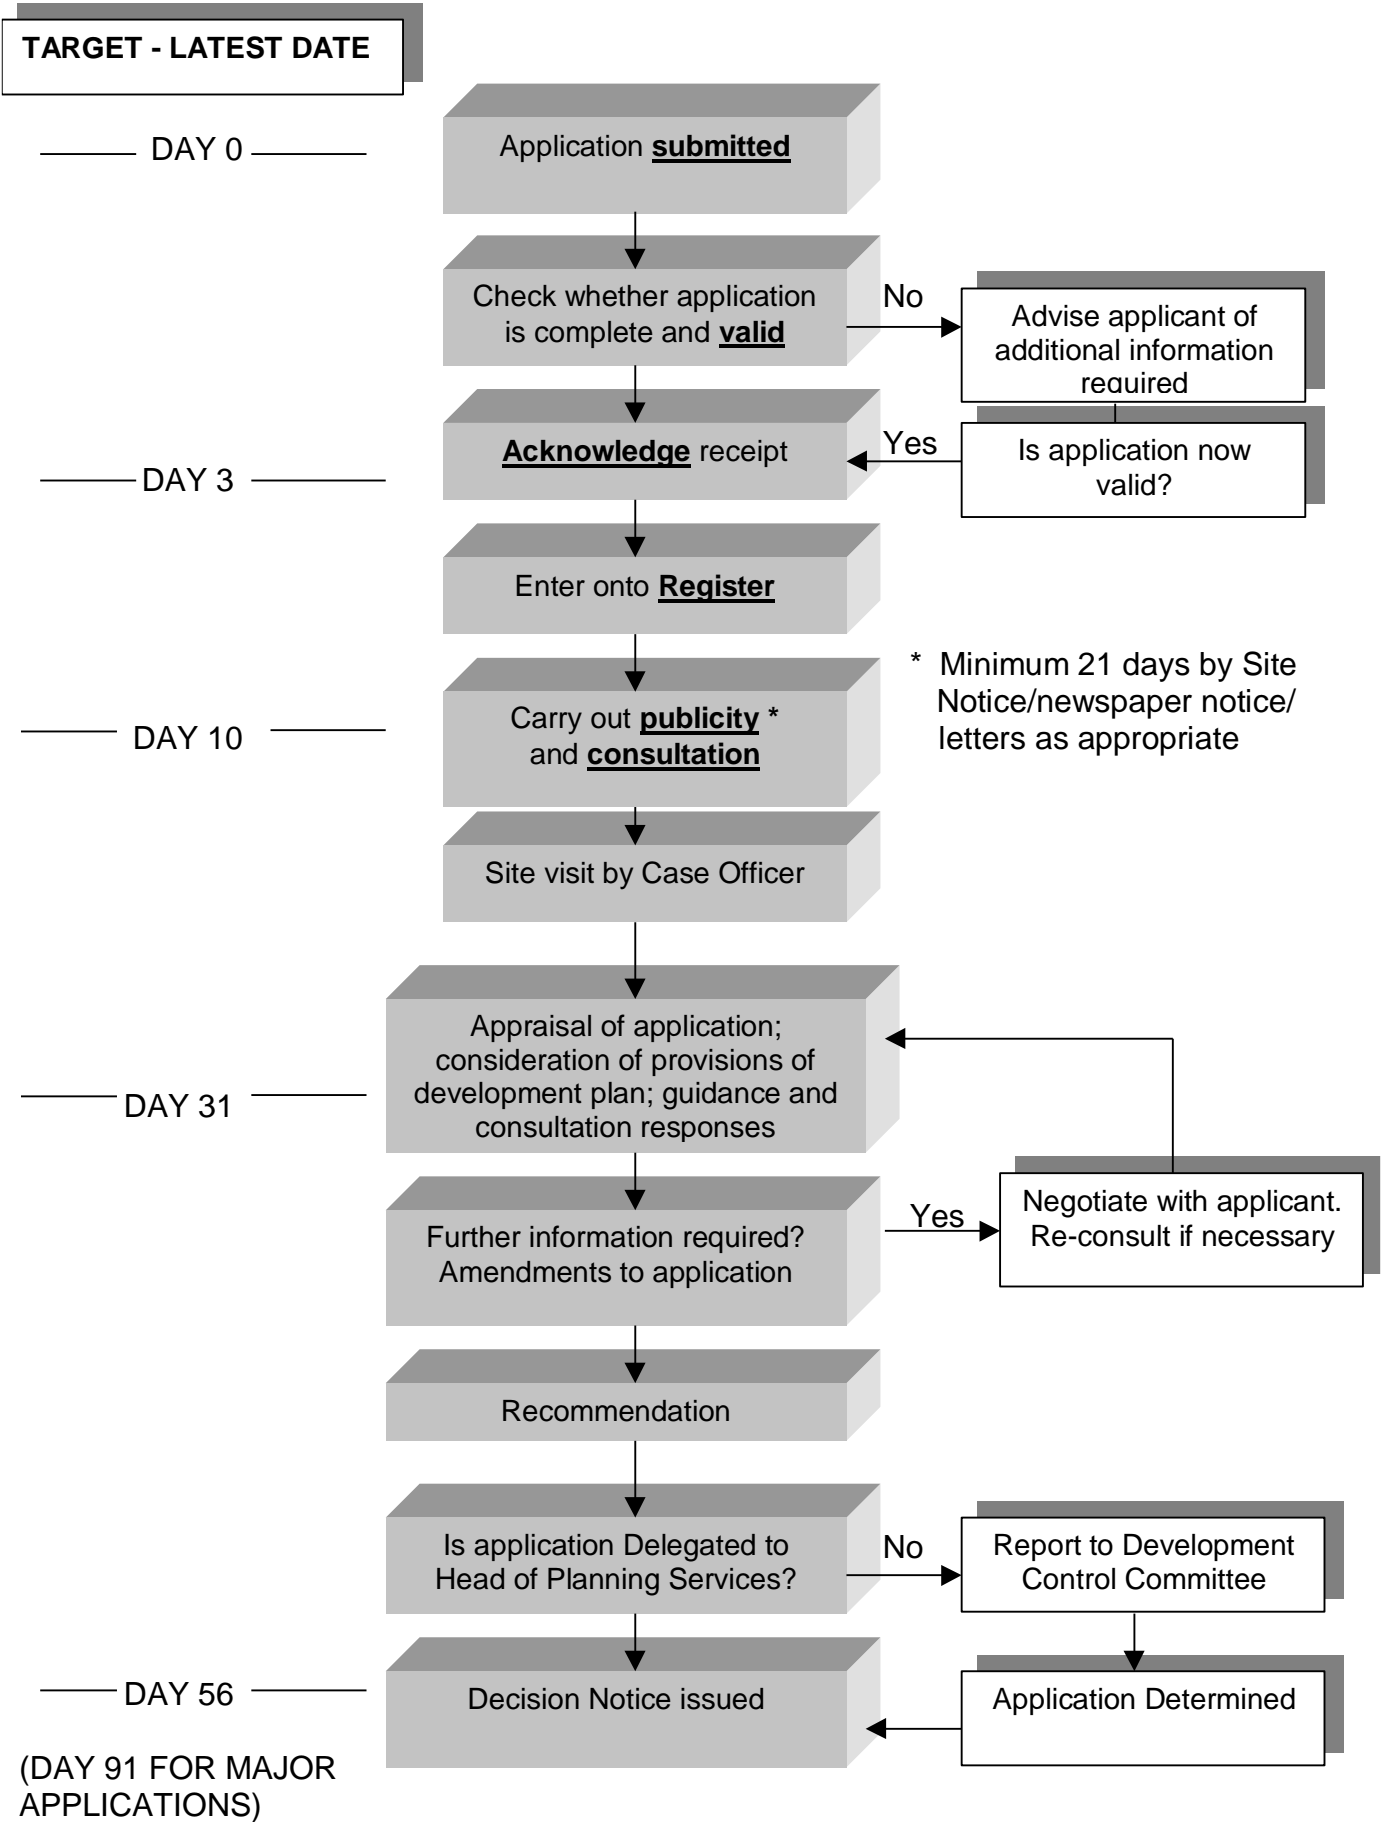 TARGET - LATEST DATE
DAY 0
Application submitted
Check whether application
is complete and valid
No
Advise applicant of
additional information
required
DAY 3
Acknowledge receipt
Yes
Is application now
valid?
Enter onto Register
DAY 10
Carry out publicity *
and consultation
* Minimum 21 days by Site
Notice/newspaper notice/
letters as appropriate
Site visit by Case Officer
DAY 31
Appraisal of application;
consideration of provisions of
development plan; guidance and
consultation responses
Further information required?
Amendments to application
Yes
Negotiate with applicant.
Re-consult if necessary
Recommendation
Is application Delegated to
Head of Planning Services?
No
Report to Development
Control Committee
DAY 56
Decision Notice issued
Application Determined
(DAY 91 FOR MAJOR
APPLICATIONS)